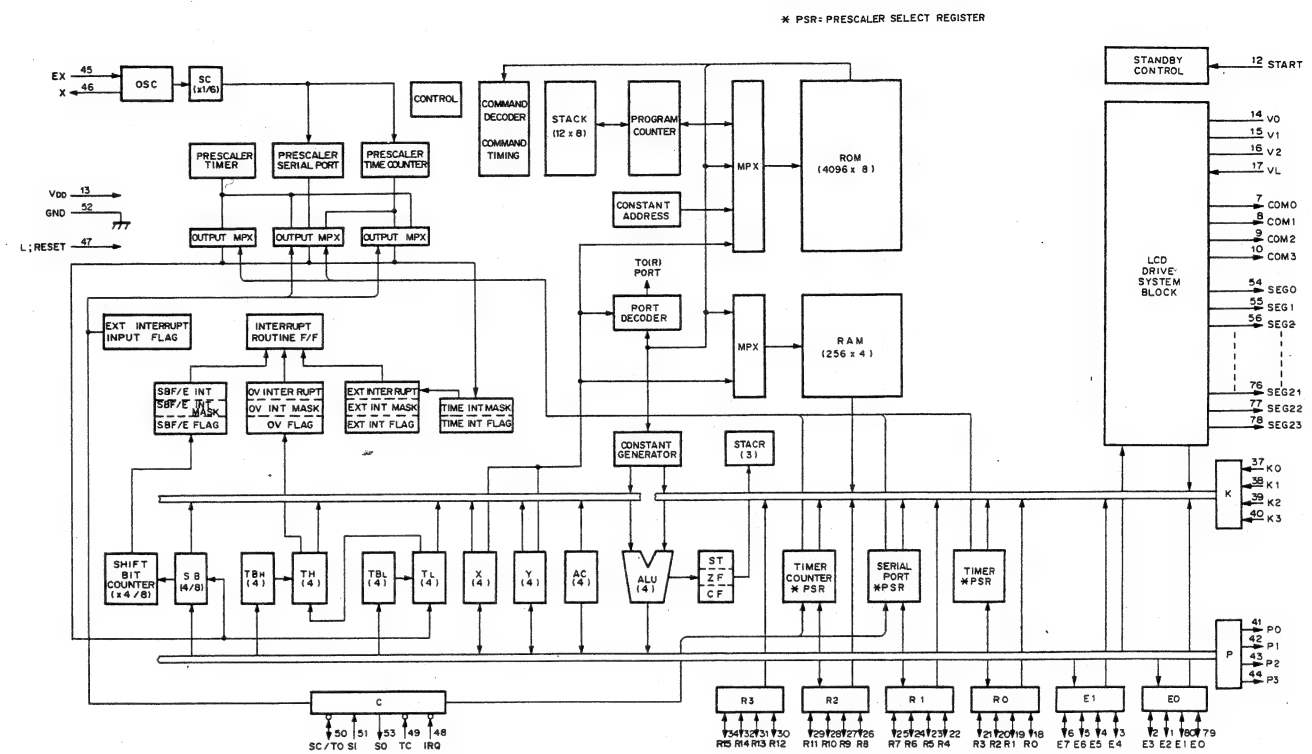 * PSR= PRESCALER SELECT REGISTER
EX 45
X 46
OSC
SC
(x1/6)
CONTROL
COMMAND
DECODER
COMMAND
TIMING
STACK
(12 x 8)
PROGRAM
COUNTER
MPX
ROM
(4096 x 8)
STANDBY
CONTROL
12 START
PRESCALER
TIMER
PRESCALER
SERIAL PORT
PRESCALER
TIME COUNTER
CONSTANT
ADDRESS
VDD 13
GND 52
L;RESET 47
OUTPUT MPX
OUTPUT MPX
OUTPUT MPX
14 V0
15 V1
16 V2
17 VL
7 COM0
8 COM1
9 COM2
10 COM3
LCD
DRIVE-
SYSTEM
BLOCK
54 SEG0
55 SEG1
56 SEG2
76 SEG21
77 SEG22
78 SEG23
TO(R)
PORT
PORT
DECODER
MPX
RAM
(256 x 4)
EXT INTERRUPT
INPUT FLAG
INTERRUPT
ROUTINE F/F
SBF/E INT
SBF/E INT
MASK
SBF/E FLAG
OV INTERRUPT
OV INT MASK
OV FLAG
EXT INTERRUPT
EXT INT MASK
EXT INT FLAG
TIME INT MASK
TIME INT FLAG
CONSTANT
GENERATOR
STACR
(3)
K
37 K0
38 K1
39 K2
40 K3
SHIFT
BIT
COUNTER
(x4/8)
SB
(4/8)
TBH
(4)
TH
(4)
TBL
(4)
TL
(4)
X
(4)
Y
(4)
AC
(4)
ALU
(4)
ST
ZF
CF
TIMER
COUNTER
* PSR
SERIAL
PORT
*PSR
TIMER
*PSR
P
41 P0
42 P1
43 P2
44 P3
C
R3
R2
R1
R0
E1
E0
50 51 53 49 48
SC/TO SI SO TC IRQ
34 32 31 30
R15 R14 R13 R12
29 28 27 26
R11 R10 R9 R8
25 24 23 22
R7 R6 R5 R4
21 20 19 18
R3 R2 R1 R0
6 5 4 3
E7 E6 E5 E4
2 1 80 79
E3 E2 E1 E0